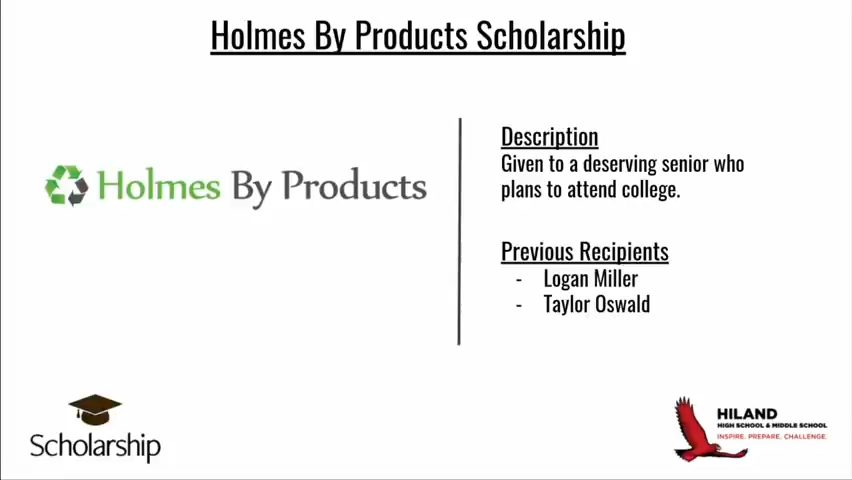 Holmes By Products Scholarship
Holmes By Products
Description
Given to a deserving senior who
plans to attend college.
Previous Recipients
- Logan Miller
- Taylor Oswald
Scholarship
HILAND
HIGH SCHOOL & MIDDLE SCHOOL
INSPIRE. PREPARE. CHALLENGE.